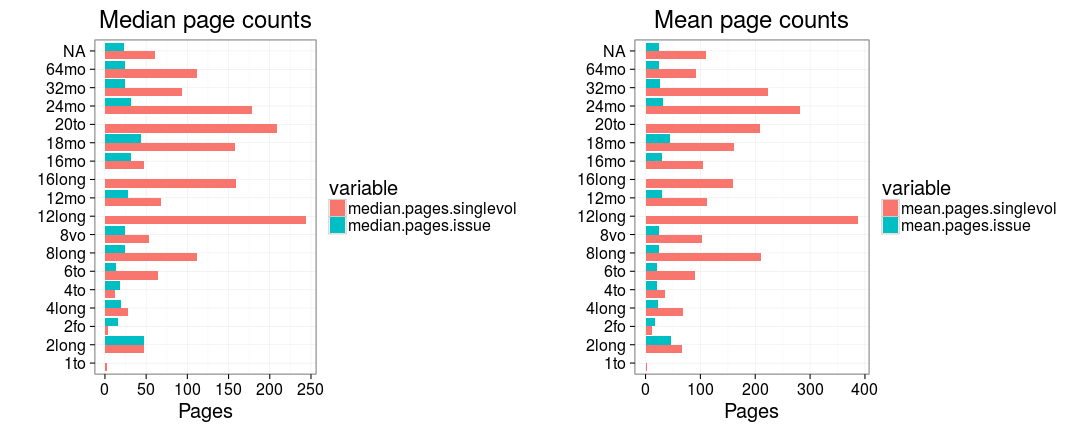 Median page counts
NA
64mo
32mo
24mo
20to
18mo
16mo
16long
12mo
12long
8vo
8long
6to
4to
4long
2fo
2long
1to
0 50 100 150 200 250
Pages
variable
median.pages.singlevol
median.pages.issue
Mean page counts
NA
64mo
32mo
24mo
20to
18mo
16mo
16long
12mo
12long
8vo
8long
6to
4to
4long
2fo
2long
1to
0 100 200 300 400
Pages
variable
mean.pages.singlevol
mean.pages.issue